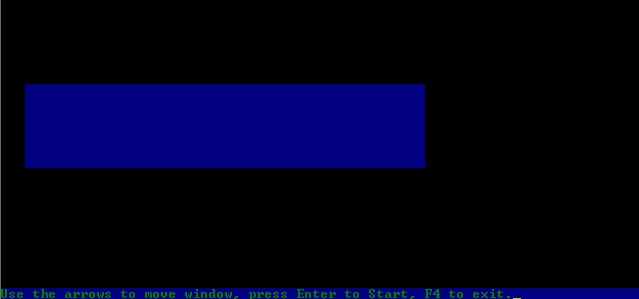 Use the arrows to move window, press Enter to Start, F4 to exit._